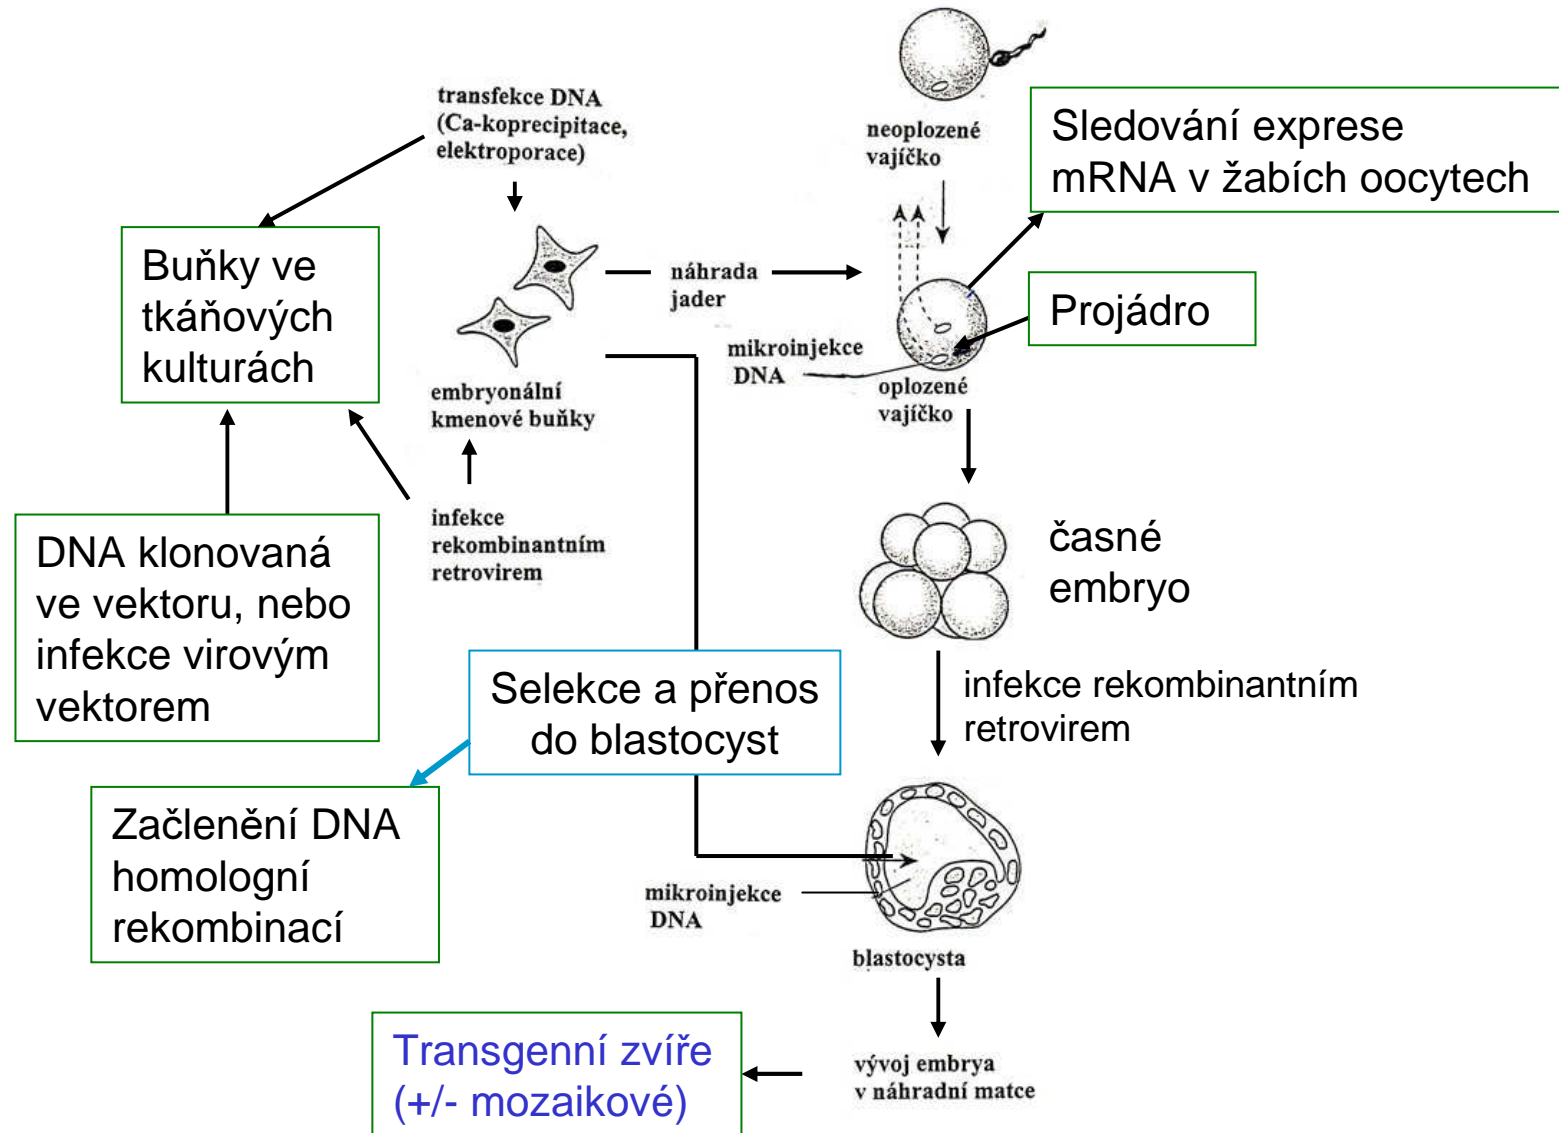 transfekce DNA
(Ca-koprecipitace,
elektroporace)
neoplozené
vajíčko
Sledování exprese
mRNA v žabích oocytech
Buňky ve
tkáňových
kulturách
náhrada
jader
Projádro
mikroinjekce
DNA
oplozené
vajíčko
embryonální
kmenové buňky
infekce
rekombinantním
retrovirem
DNA klonovaná
ve vektoru, nebo
infekce virovým
vektorem
časné
embryo
Selekce a přenos
do blastocyst
infekce rekombinantním
retrovirem
Začlenění DNA
homologní
rekombinací
mikroinjekce
DNA
blastocysta
Transgenní zvíře
(+/- mozaikové)
vývoj embrya
v náhradní matce